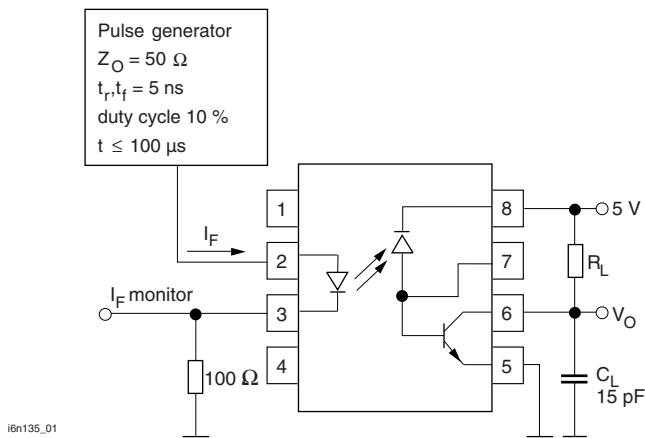 Pulse generator
Z_O = 50 Ω
t_r,t_f = 5 ns
duty cycle 10 %
t ≤ 100 µs
1
8
5 V
I_F
2
7
R_L
I_F monitor
3
6
V_O
4
5
100 Ω
C_L
15 pF
i6n135_01